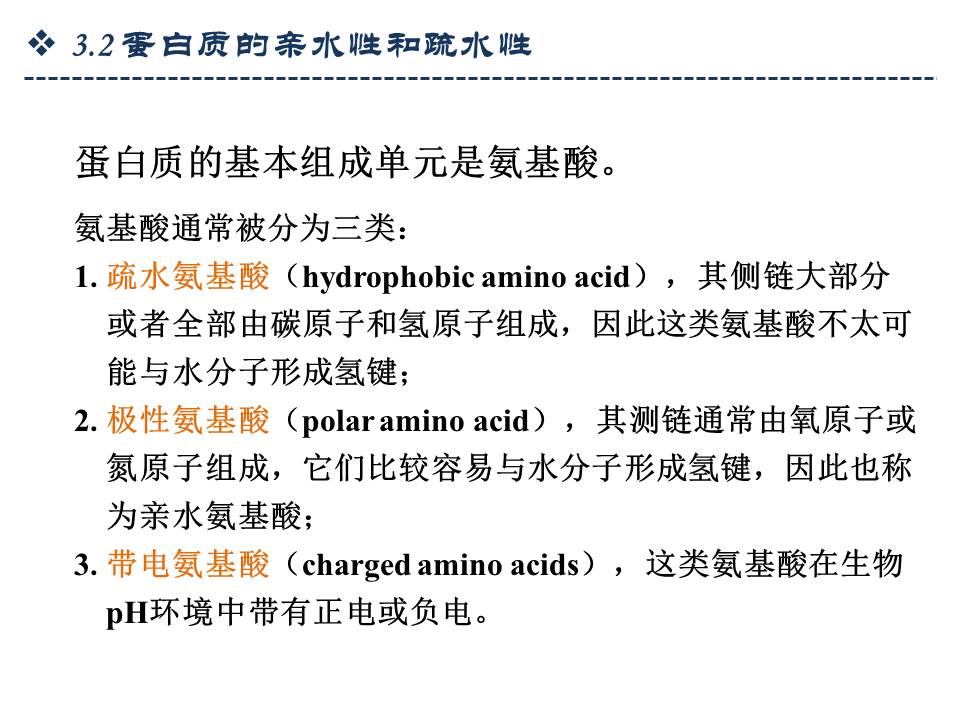 ❖ 3.2蛋白质的亲水性和疏水性
蛋白质的基本组成单元是氨基酸。
氨基酸通常被分为三类：
1. 疏水氨基酸（hydrophobic amino acid），其侧链大部分
或者全部由碳原子和氢原子组成，因此这类氨基酸不太可
能与水分子形成氢键；
2. 极性氨基酸（polar amino acid），其测链通常由氧原子或
氮原子组成，它们比较容易与水分子形成氢键，因此也称
为亲水氨基酸；
3. 带电氨基酸（charged amino acids），这类氨基酸在生物
pH环境中带有正电或负电。